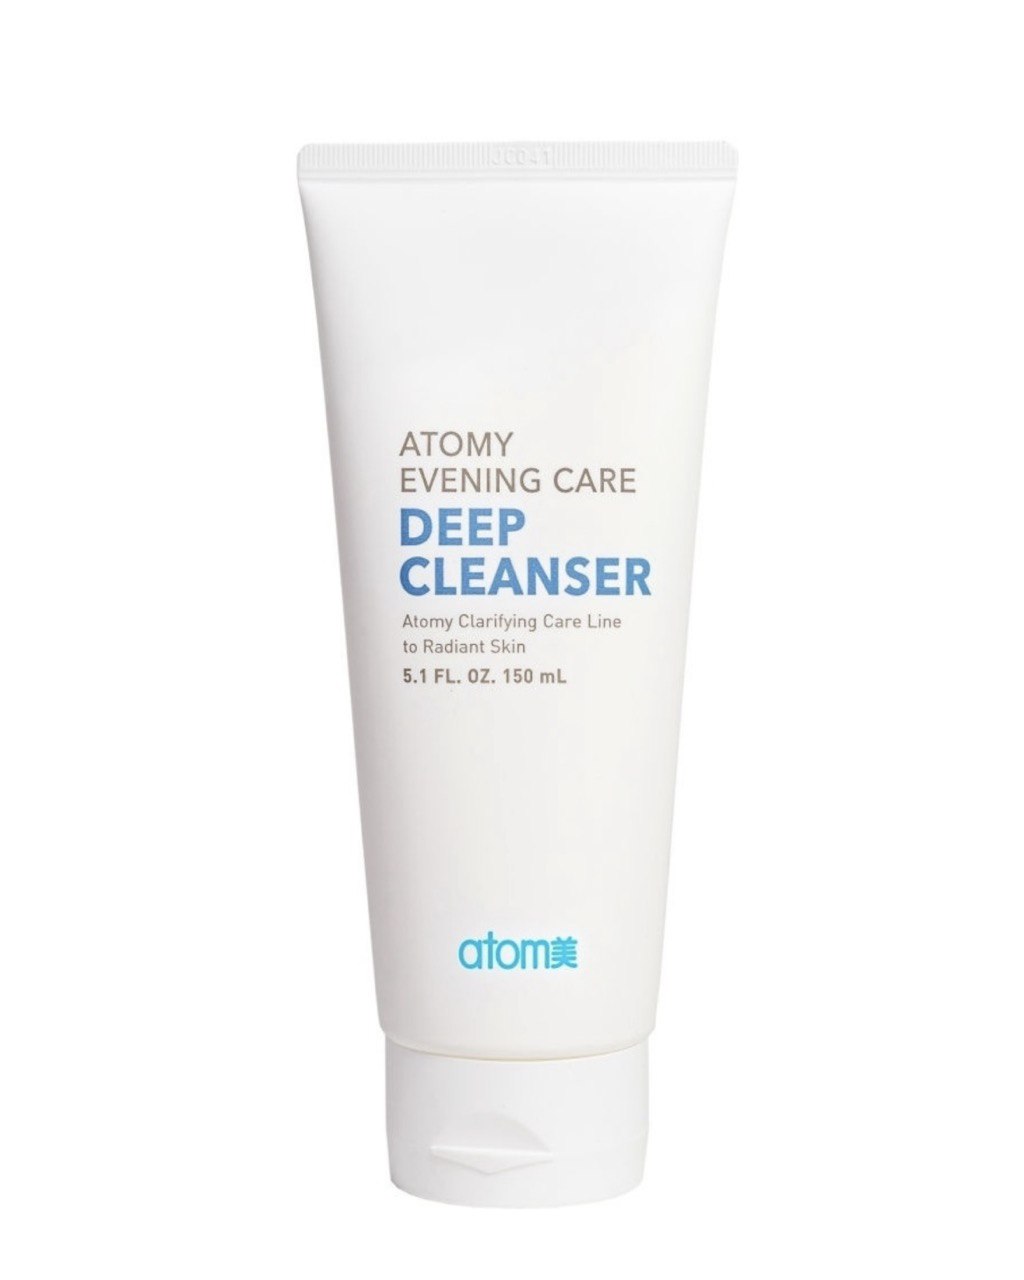 ATOMY
EVENING CARE
DEEP
CLEANSER
Atomy Clarifying Care Line
to Radiant Skin
5.1 FL. OZ. 150 mL
atom美